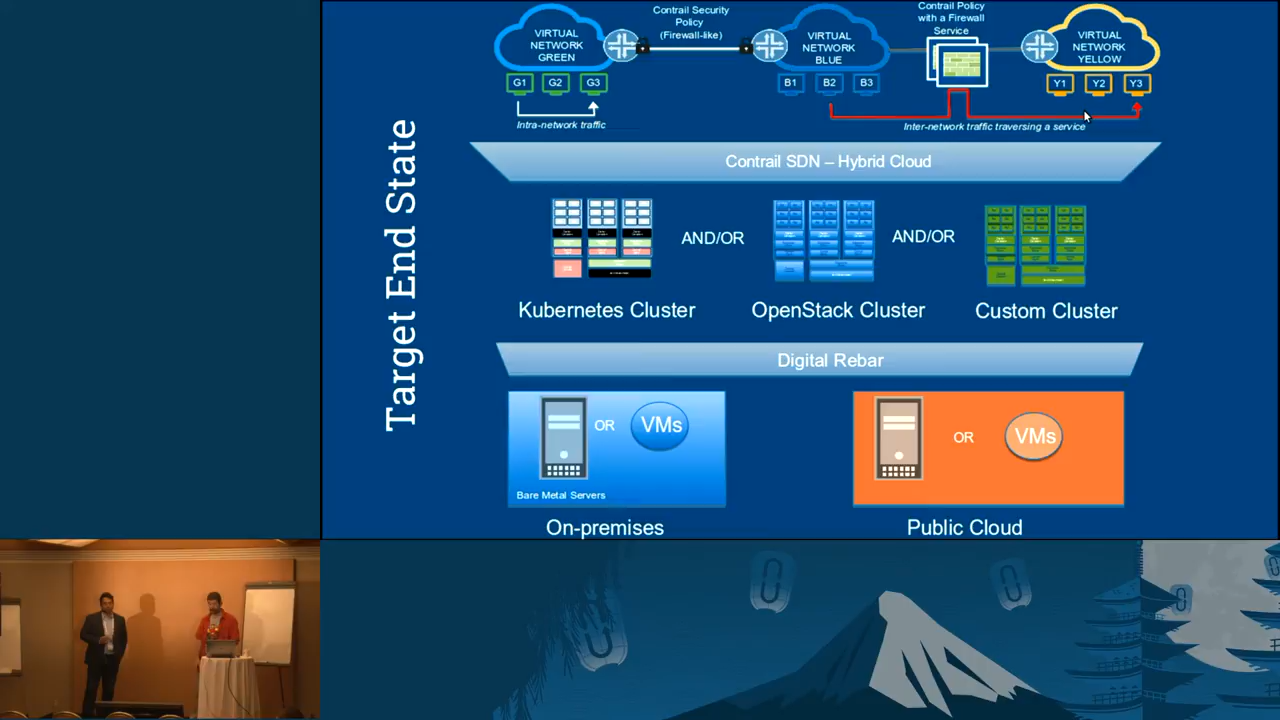 Target End State
Contrail Security
Policy
(Firewall-like)
Contrail Policy
with a Firewall
Service
VIRTUAL
NETWORK
GREEN
VIRTUAL
NETWORK
BLUE
VIRTUAL
NETWORK
YELLOW
G1 G2 G3
B1 B2 B3
Y1 Y2 Y3
Intra-network traffic
Inter-network traffic traversing a service
Contrail SDN – Hybrid Cloud
AND/OR
AND/OR
Kubernetes Cluster
OpenStack Cluster
Custom Cluster
Digital Rebar
OR
VMs
Bare Metal Servers
OR
VMs
On-premises
Public Cloud